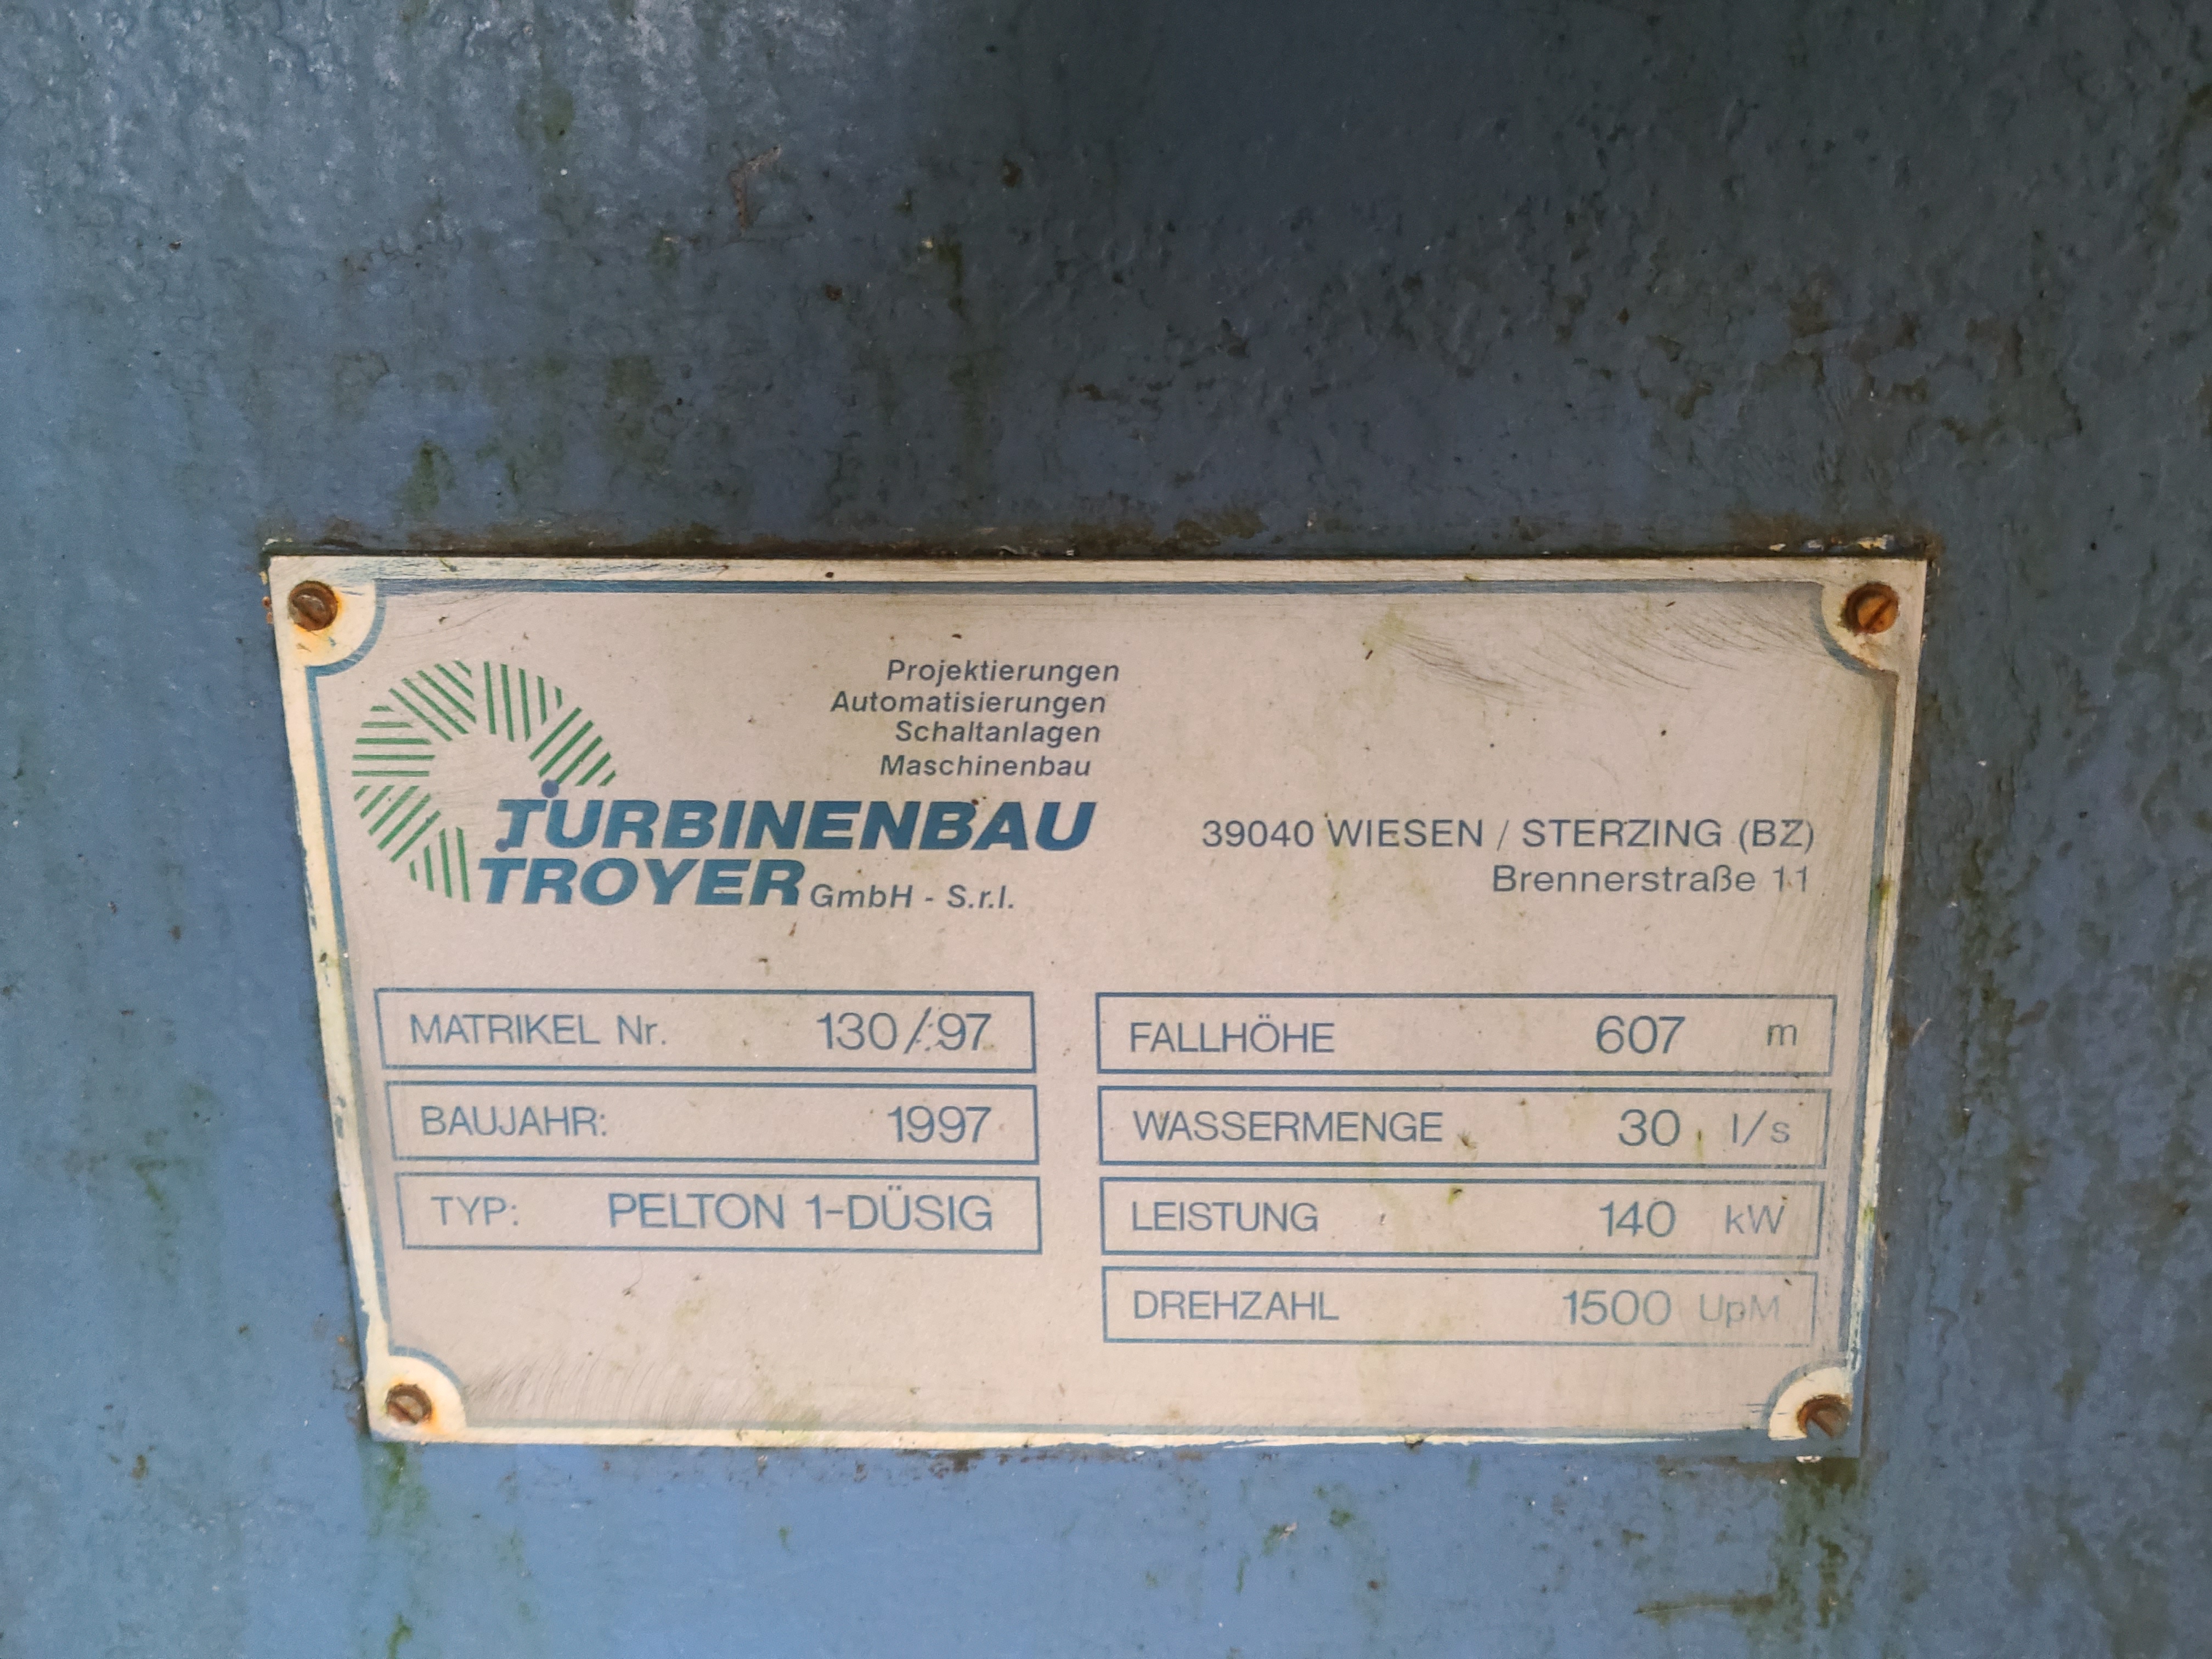 Projektierungen
Automatisierungen
Schaltanlagen
Maschinenbau
TURBINENBAU
TROYER GmbH - S.r.l.
39040 WIESEN / STERZING (BZ)
Brennerstraße 11
MATRIKEL Nr. 130/97
BAUJAHR: 1997
TYP: PELTON 1-DÜSIG
FALLHÖHE 607 m
WASSERMENGE 30 l/s
LEISTUNG 140 kW
DREHZAHL 1500 UpM